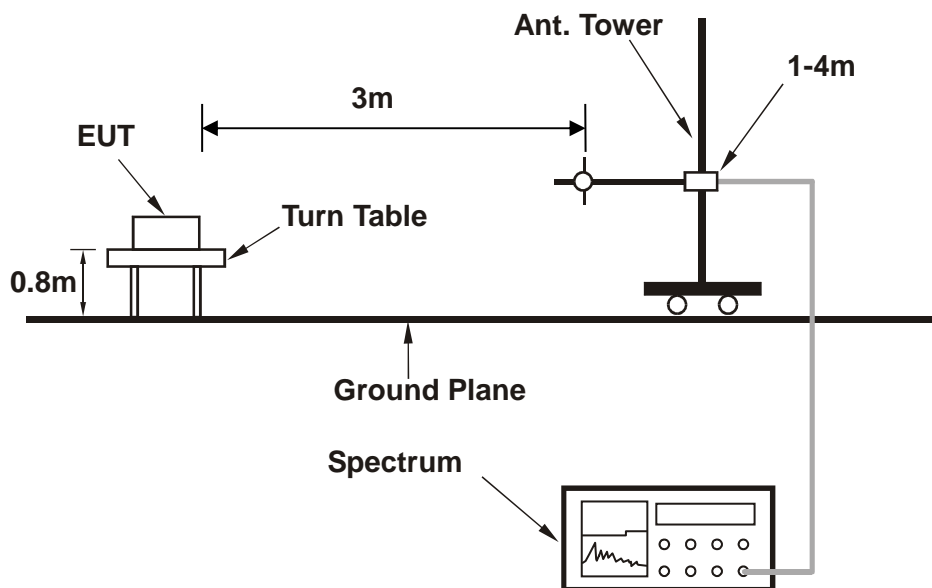 Ant. Tower
1-4m
3m
EUT
Turn Table
0.8m
Ground Plane
Spectrum